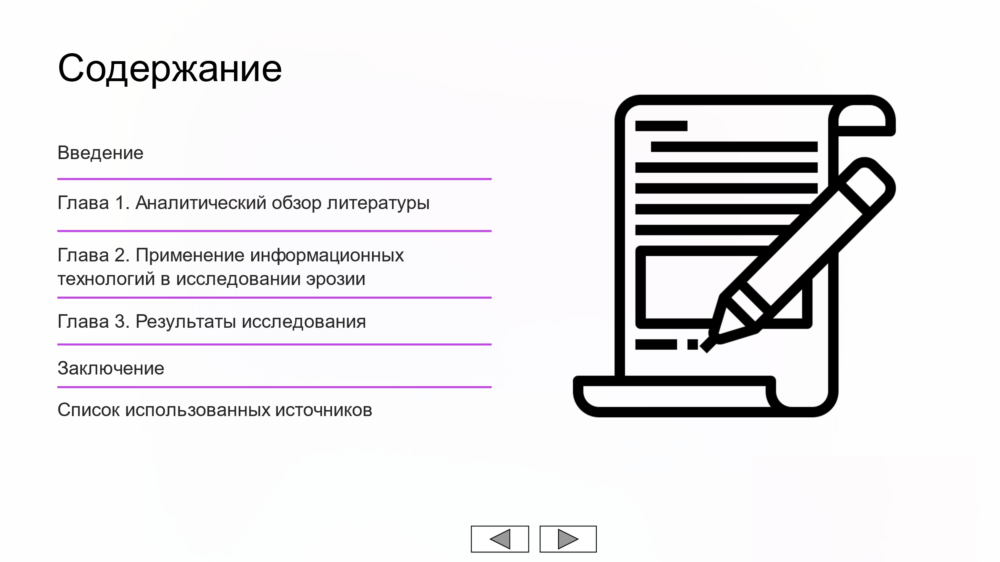 Содержание
Введение
Глава 1. Аналитический обзор литературы
Глава 2. Применение информационных
технологий в исследовании эрозии
Глава 3. Результаты исследования
Заключение
Список использованных источников